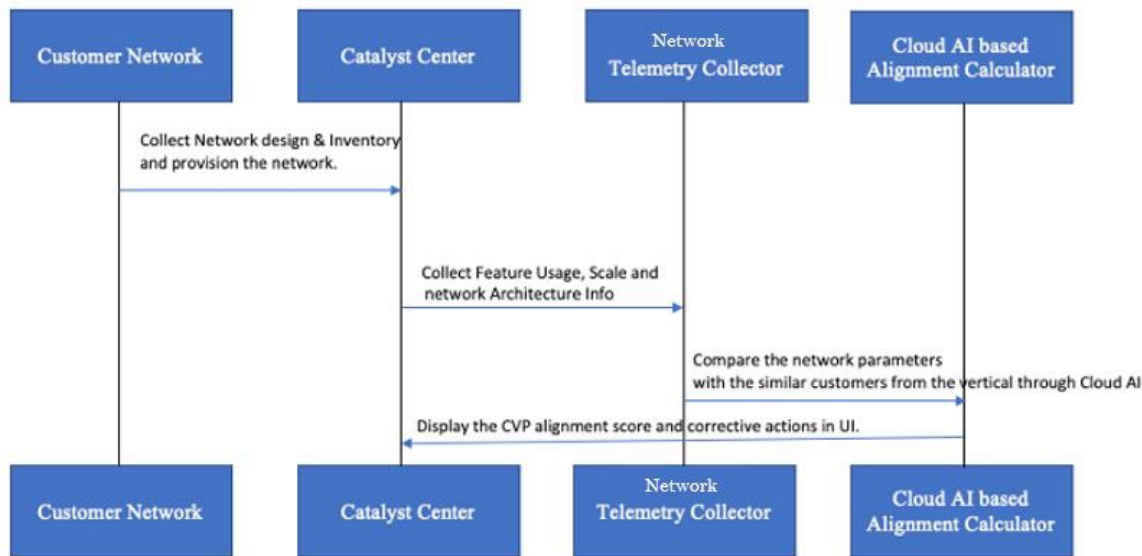 Customer Network
Catalyst Center
Network
Telemetry Collector
Cloud AI based
Alignment Calculator
Collect Network design & Inventory
and provision the network.
Collect Feature Usage, Scale and
network Architecture Info
Compare the network parameters
with the similar customers from the vertical through Cloud AI
Display the CVP alignment score and corrective actions in UI.
Customer Network
Catalyst Center
Network
Telemetry Collector
Cloud AI based
Alignment Calculator